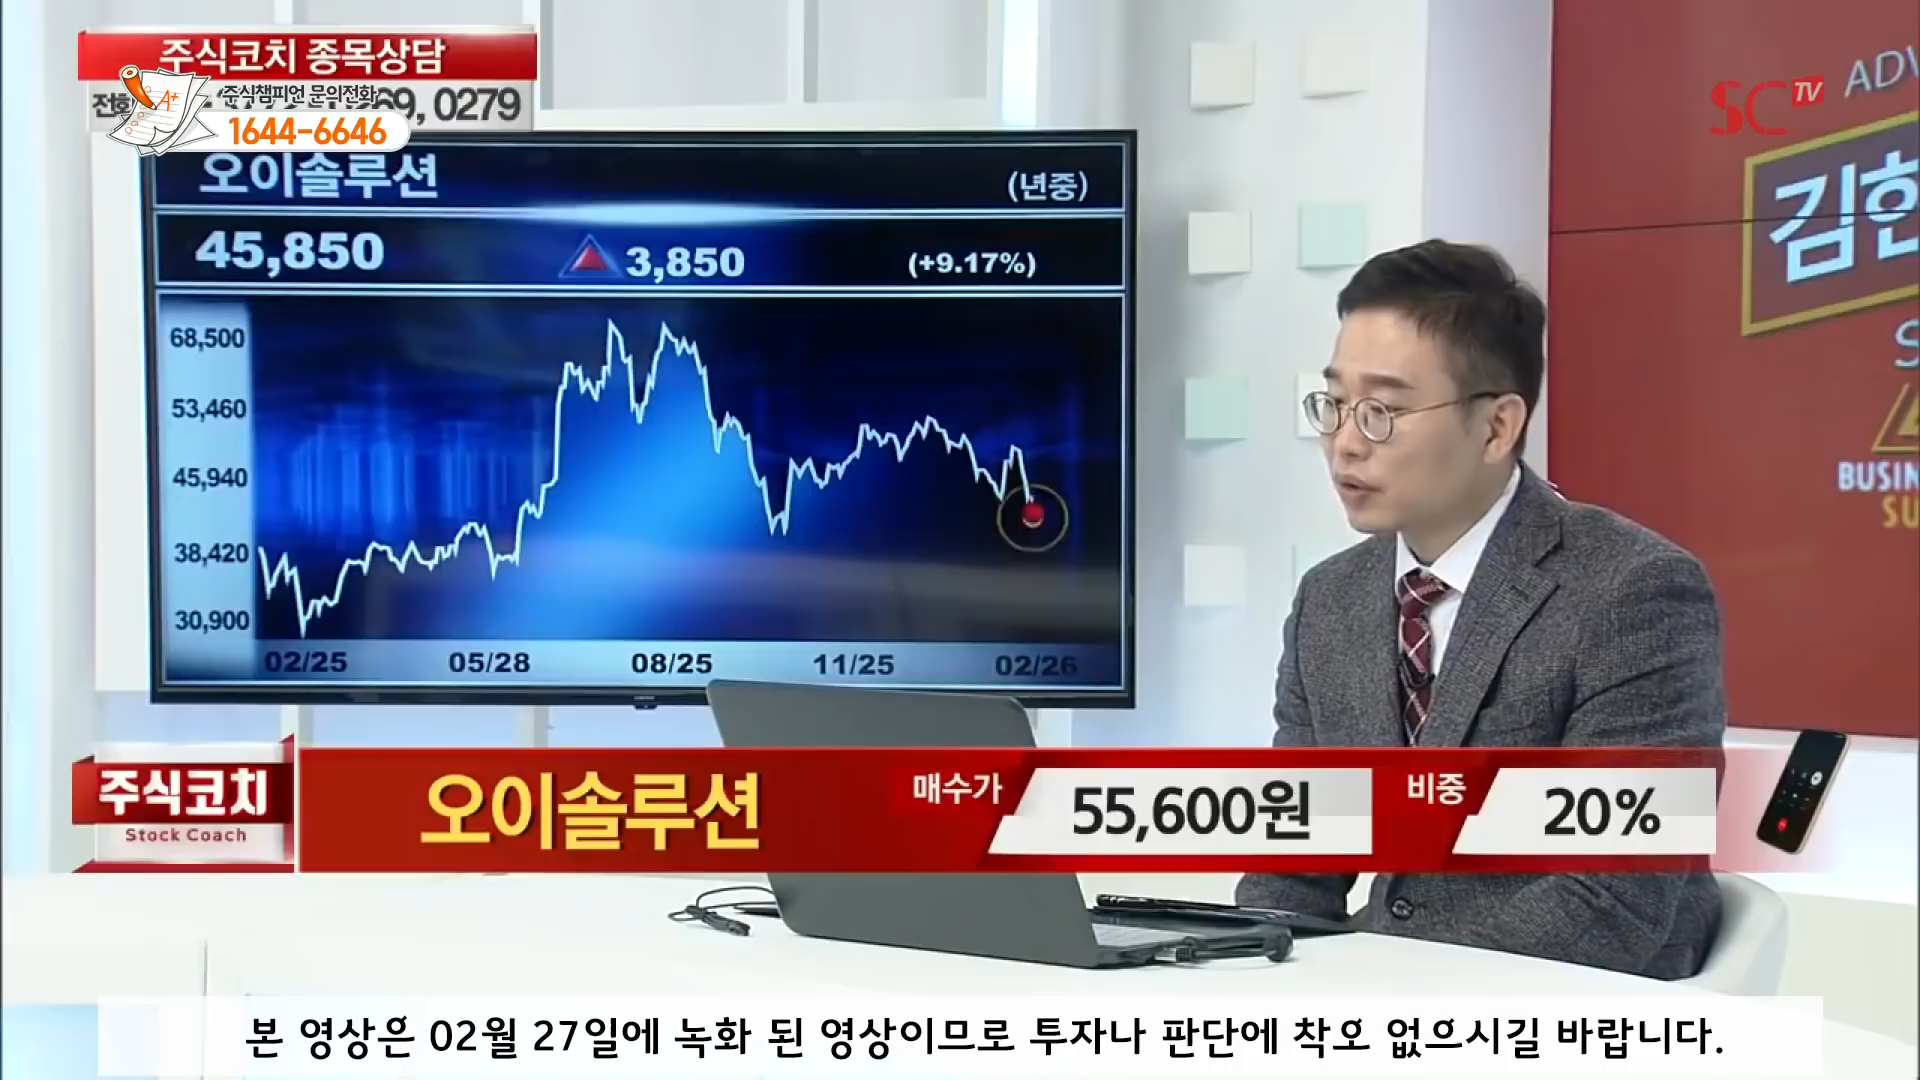 주식코치 종목상담
전화
주식챔피언 문의전화
69, 0279
1644-6646
A+
SC TV
오이솔루션
(년중)
45,850 3,850 (+9.17%)
68,500
53,460
45,940
38,420
30,900
02/25 05/28 08/25 11/25 02/26
BUSIN
SU
주식코치
Stock Coach
오이솔루션
매수가 55,600원
비중 20%
본 영상은 02월 27일에 녹화 된 영상이므로 투자나 판단에 착오 없으시길 바랍니다.